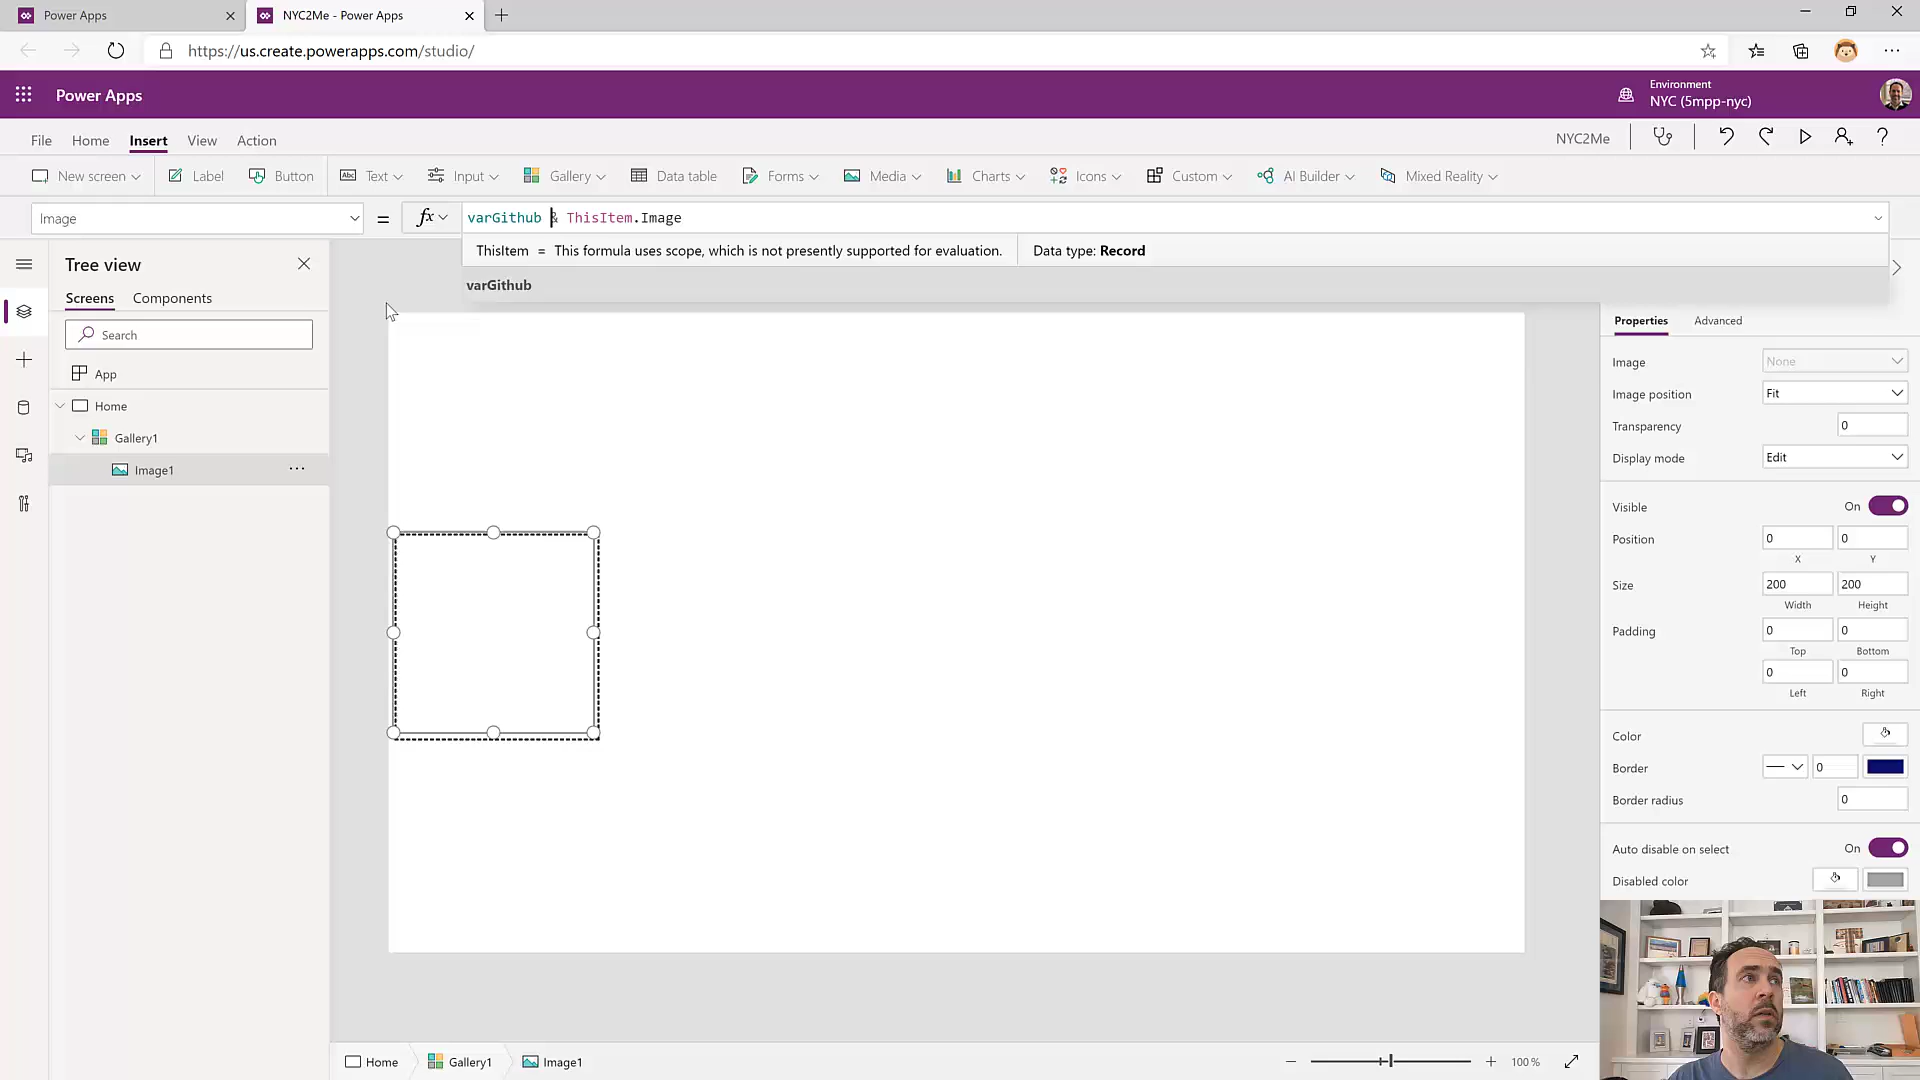 Power Apps
NYC2Me - Power Apps
https://us.create.powerapps.com/studio/
Power Apps
Environment
NYC (5mpp-nyc)
File Home Insert View Action
NYC2Me
New screen Label Button Text Input Gallery Data table Forms Media Charts Icons Custom AI Builder Mixed Reality
Image = fx varGithub & ThisItem.Image
ThisItem = This formula uses scope, which is not presently supported for evaluation. Data type: Record
varGithub
Tree view
Screens Components
Search
App
Home
Gallery1
Image1
Properties Advanced
Image None
Image position Fit
Transparency 0
Display mode Edit
Visible On
Position 0 0
X Y
Size 200 200
Width Height
Padding 0 0
Top Bottom
0 0
Left Right
Color
Border 0
Border radius 0
Auto disable on select On
Disabled color
Home Gallery1 Image1
100 %